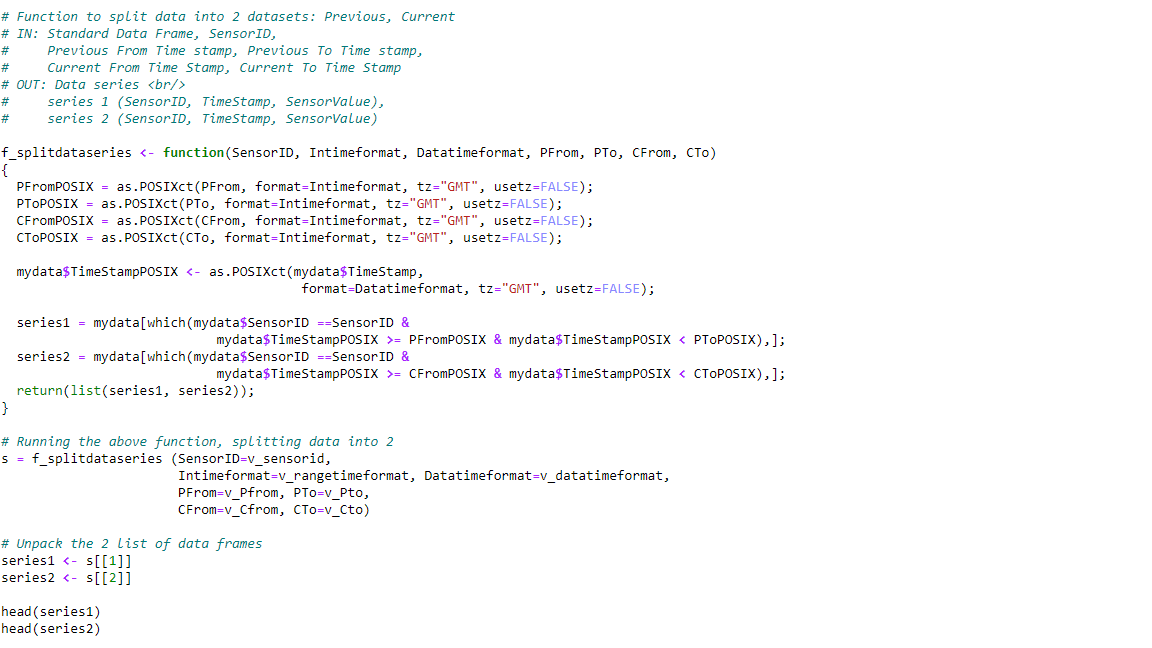 # Function to split data into 2 datasets: Previous, Current
# IN: Standard Data Frame, SensorID,
#     Previous From Time stamp, Previous To Time stamp,
#     Current From Time Stamp, Current To Time Stamp
# OUT: Data series <br/>
#     series 1 (SensorID, TimeStamp, SensorValue),
#     series 2 (SensorID, TimeStamp, SensorValue)

f_splitdataseries <- function(SensorID, Intimeformat, Datatimeformat, PFrom, PTo, CFrom, CTo)
{
  PFromPOSIX = as.POSIXct(PFrom, format=Intimeformat, tz="GMT", usetz=FALSE);
  PToPOSIX = as.POSIXct(PTo, format=Intimeformat, tz="GMT", usetz=FALSE);
  CFromPOSIX = as.POSIXct(CFrom, format=Intimeformat, tz="GMT", usetz=FALSE);
  CToPOSIX = as.POSIXct(CTo, format=Intimeformat, tz="GMT", usetz=FALSE);

  mydata$TimeStampPOSIX <- as.POSIXct(mydata$TimeStamp,
                                       format=Datatimeformat, tz="GMT", usetz=FALSE);

  series1 = mydata[which(mydata$SensorID ==SensorID &
                            mydata$TimeStampPOSIX >= PFromPOSIX & mydata$TimeStampPOSIX < PToPOSIX),];
  series2 = mydata[which(mydata$SensorID ==SensorID &
                            mydata$TimeStampPOSIX >= CFromPOSIX & mydata$TimeStampPOSIX < CToPOSIX),];
  return(list(series1, series2));
}

# Running the above function, splitting data into 2
s = f_splitdataseries (SensorID=v_sensorid,
                       Intimeformat=v_rangetimeformat, Datatimeformat=v_datatimeformat,
                       PFrom=v_Pfrom, PTo=v_Pto,
                       CFrom=v_Cfrom, CTo=v_Cto)

# Unpack the 2 list of data frames
series1 <- s[[1]]
series2 <- s[[2]]

head(series1)
head(series2)